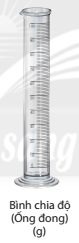 Bình chia độ
(Ống đong)
(g)